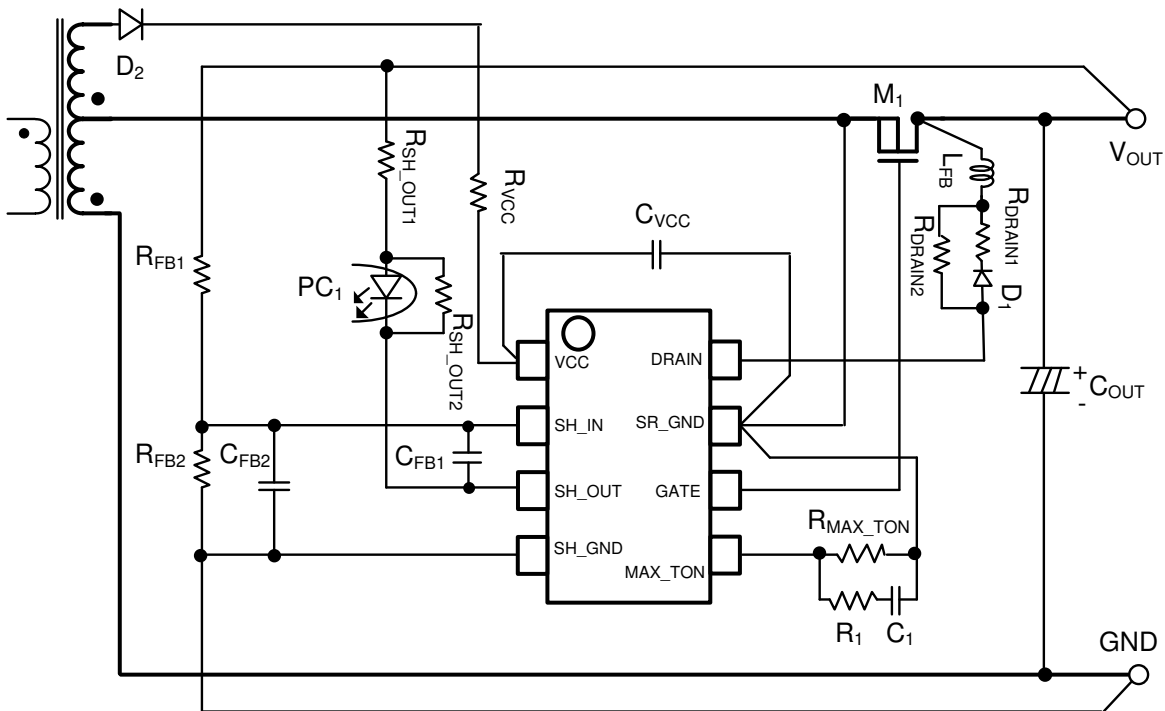 D2
M1
VOUT
RSH_OUT1
RVCC
LFB
RDRAIN1
RDRAIN2
D1
CVCC
RFB1
PC1
RSH_OUT2
VCC
DRAIN
+
-
COUT
SH_IN
SR_GND
RFB2
CFB2
CFB1
SH_OUT
GATE
RMAX_TON
SH_GND
MAX_TON
R1
C1
GND